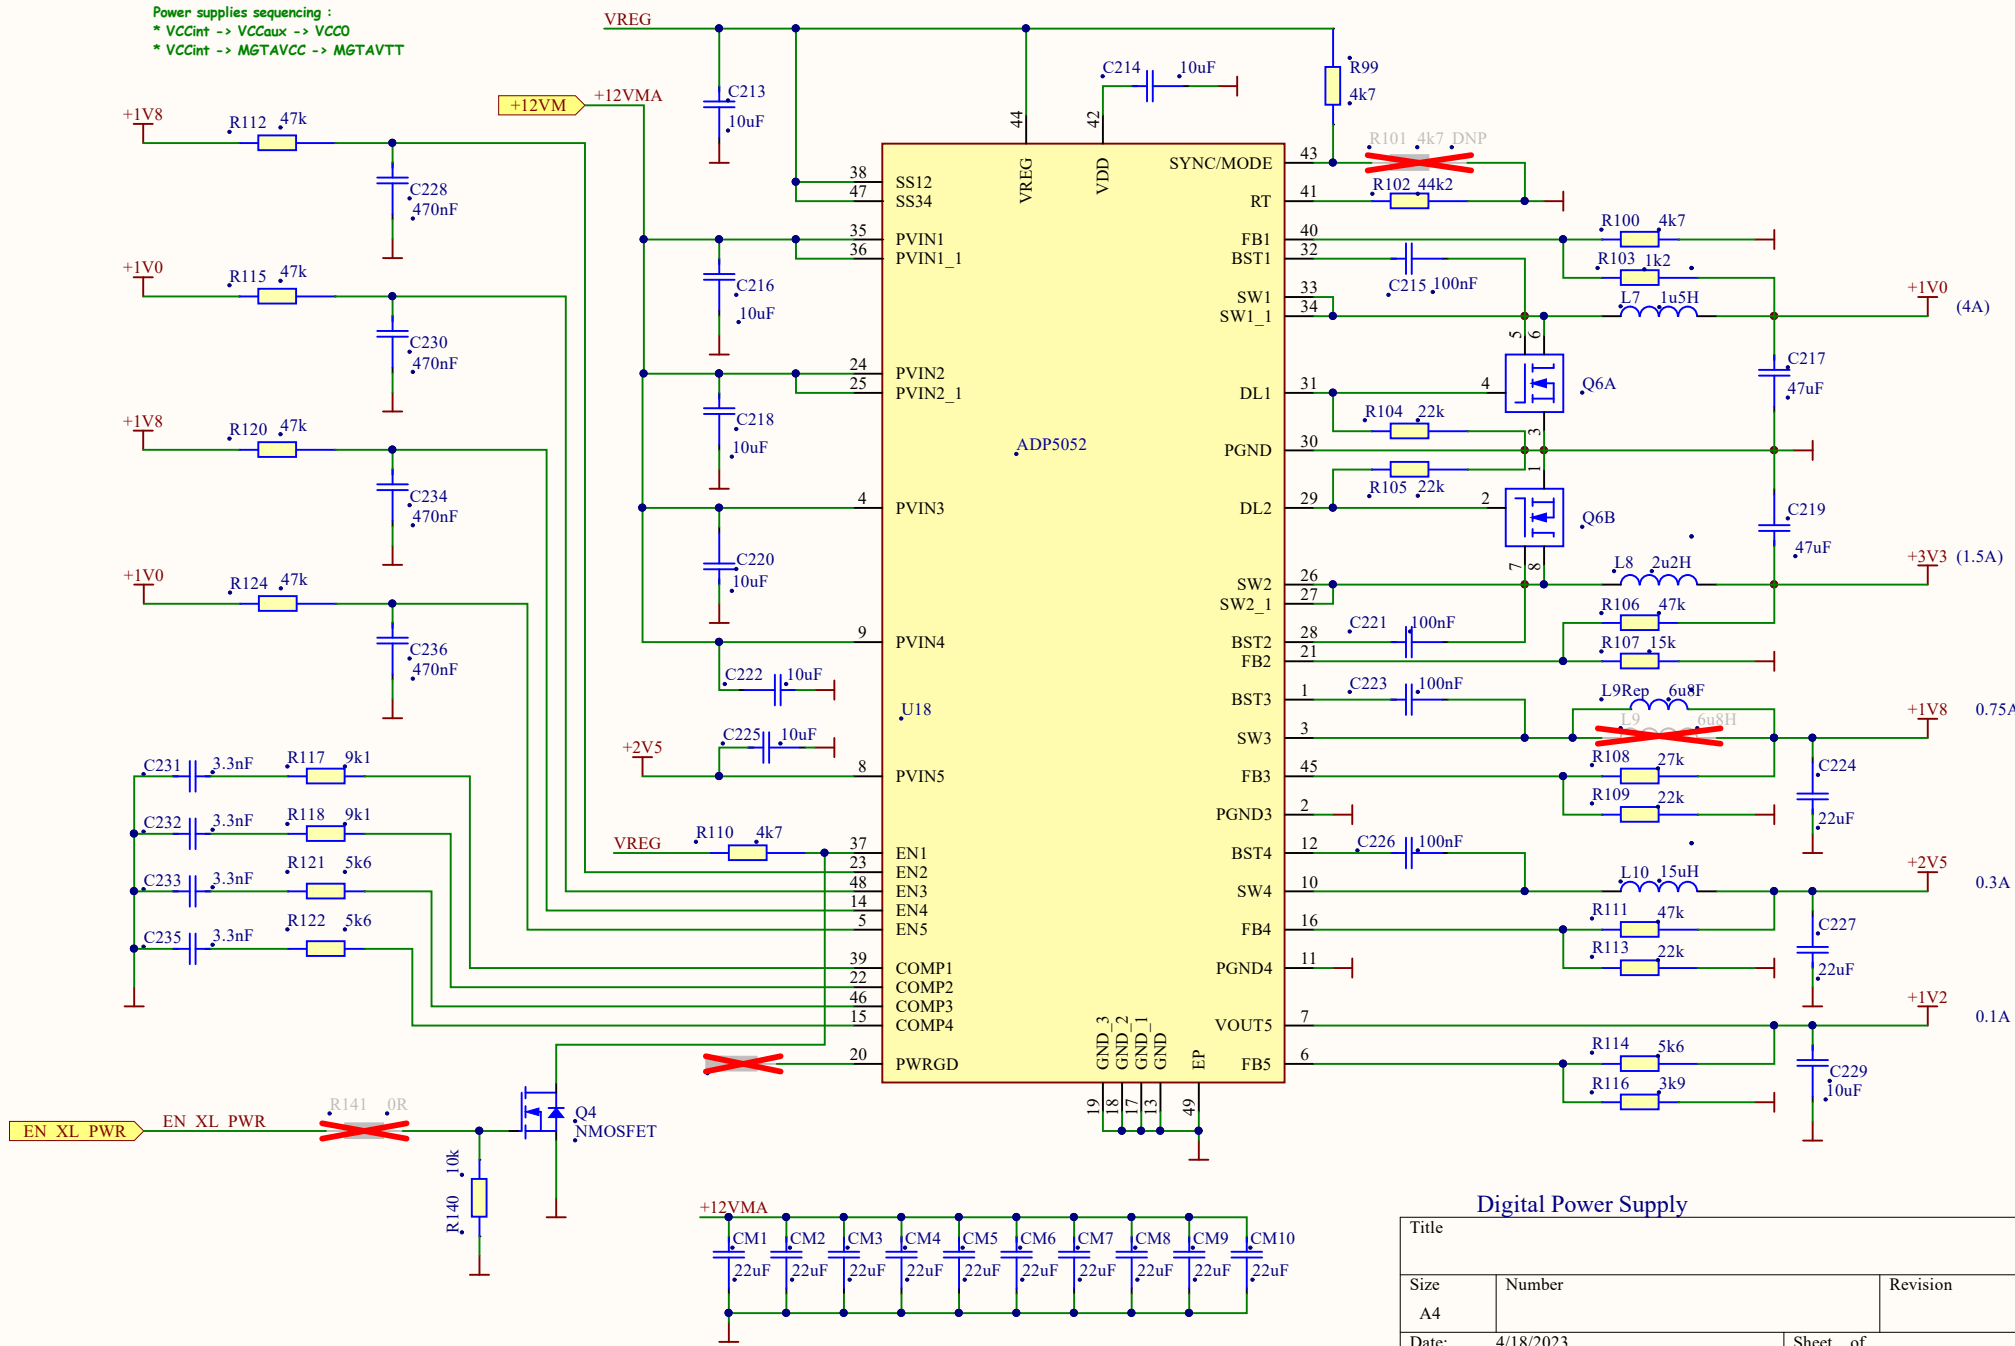 Power supplies sequencing :
* VCCint -> VCCaux -> VCCO
* VCCint -> MGTAVCC -> MGTAVTT
VREG
+12VM
+12VMA
C213
10uF
C214
10uF
R99
4k7
R101 4k7 DNP
R102 44k2
+1V8
R112
47k
C228
470nF
+1V0
R115
47k
C230
470nF
+1V8
R120
47k
C234
470nF
+1V0
R124
47k
C236
470nF
C231
3.3nF
R117
9k1
C232
3.3nF
R118
9k1
C233
3.3nF
R121
5k6
C235
3.3nF
R122
5k6
C216
10uF
C218
10uF
C220
10uF
C222
10uF
C225
10uF
+2V5
VREG
R110
4k7
44
VREG
42
VDD
38 SS12
47 SS34
35 PVIN1
36 PVIN1_1
24 PVIN2
25 PVIN2_1
4 PVIN3
9 PVIN4
8 PVIN5
37 EN1
23 EN2
48 EN3
14 EN4
5 EN5
39 COMP1
22 COMP2
46 COMP3
15 COMP4
20 PWRGD
ADP5052
U18
SYNC/MODE 43
RT 41
FB1 40
BST1 32
SW1 33
SW1_1 34
DL1 31
PGND 30
DL2 29
SW2 26
SW2_1 27
BST2 28
FB2 21
BST3 1
SW3 3
FB3 45
PGND3 2
BST4 12
SW4 10
FB4 16
PGND4 11
VOUT5 7
FB5 6
GND_3
GND_2
GND_1
GND
EP
19
18
17
13
49
R100
4k7
R103
1k2
C215
100nF
L7
1u5H
+1V0
(4A)
5
6
4
3
Q6A
C217
47uF
R104
22k
R105
22k
1
2
7
8
Q6B
C219
47uF
L8
2u2H
+3V3
(1.5A)
R106
47k
R107
15k
C221
100nF
C223
100nF
L9Rep
6u8F
L9
6u8H
+1V8
0.75A
R108
27k
R109
22k
C224
22uF
C226
100nF
L10
15uH
+2V5
0.3A
R111
47k
R113
22k
C227
22uF
+1V2
0.1A
R114
5k6
R116
3k9
C229
10uF
EN_XL_PWR
EN_XL_PWR
R141
0R
Q4
NMOSFET
10k
R140
+12VMA
CM1 CM2 CM3 CM4 CM5 CM6 CM7 CM8 CM9 CM10
22uF 22uF 22uF 22uF 22uF 22uF 22uF 22uF 22uF 22uF
Digital Power Supply
Title
Size
Number
Revision
A4
Date:
4/18/2023
Sheet of